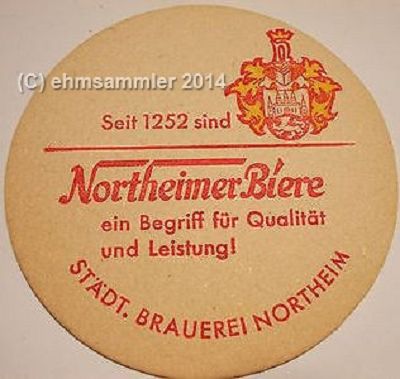 (C) ehmsammler 2014
Seit 1252 sind
Northeimer Biere
ein Begriff für Qualität
und Leistung!
STÄDT. BRAUEREI NORTHEIM